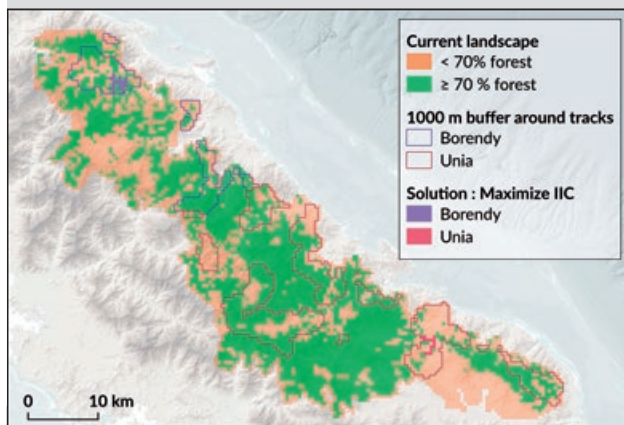 Current landscape
< 70% forest
≥ 70 % forest
1000 m buffer around tracks
Borendy
Unia
Solution : Maximize IIC
Borendy
Unia
0 10 km